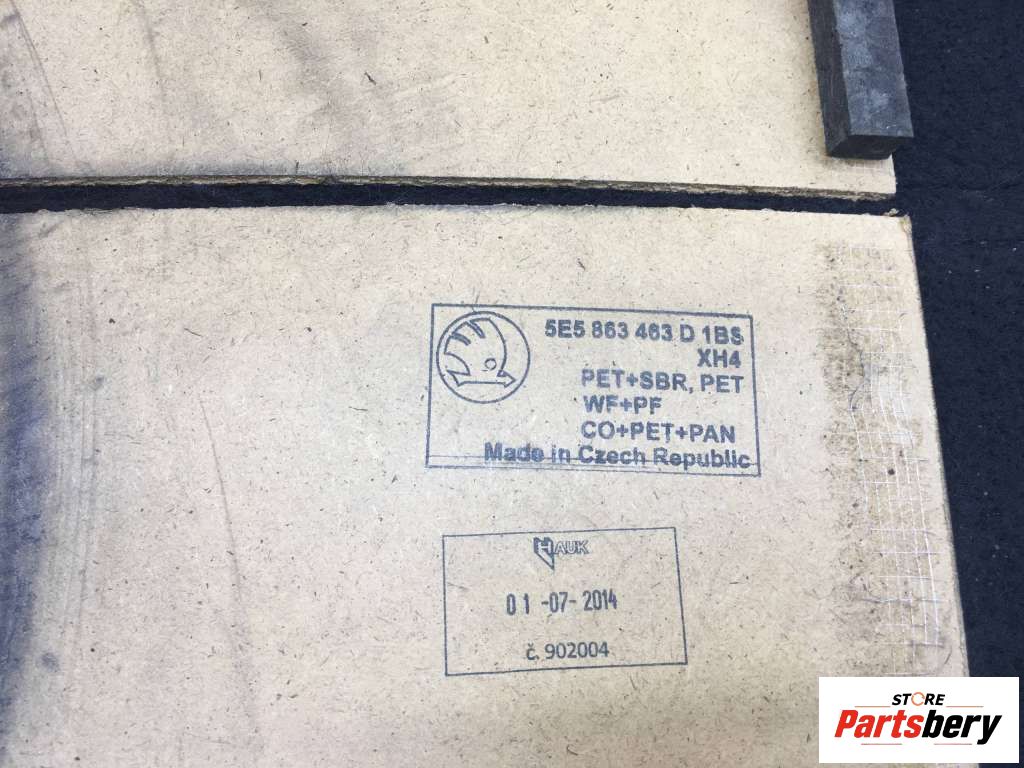 5E5 863 463 D 1BS
XH4
PET+SBR, PET
WF+PF
CO+PET+PAN
Made in Czech Republic
HAUK
01 -07- 2014
č. 902004
STORE
Partsbery